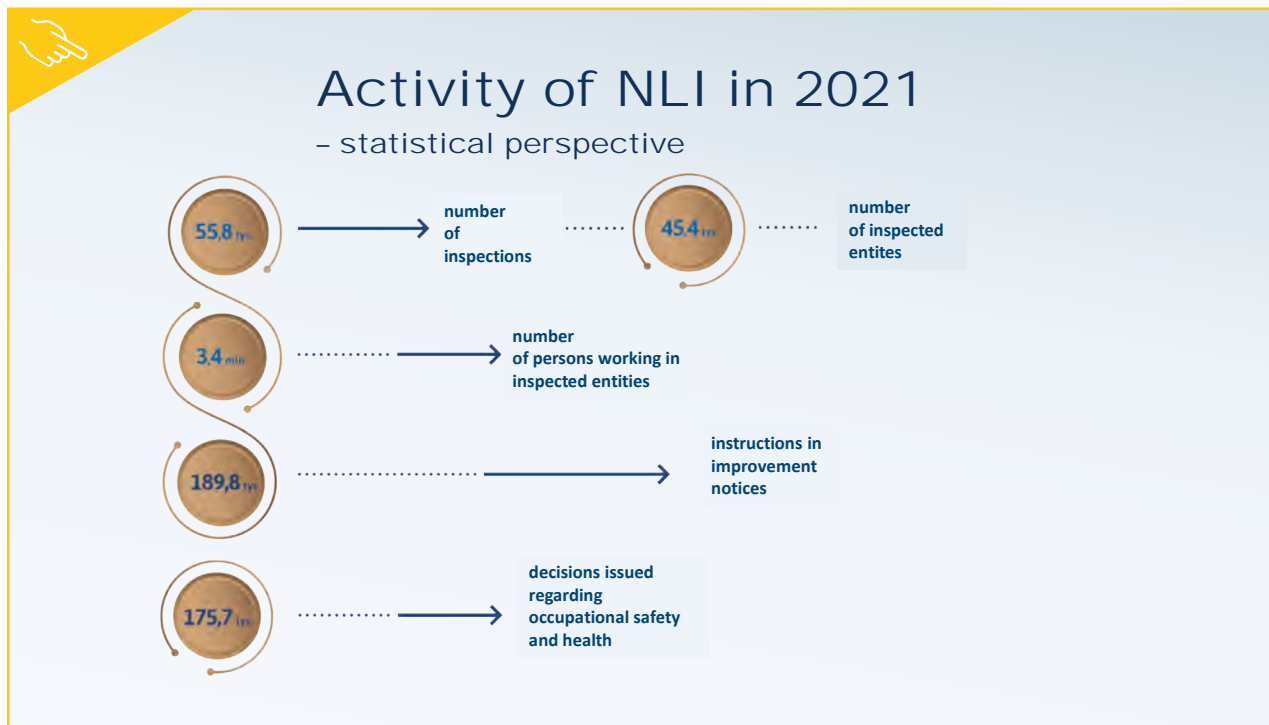 Activity of NLI in 2021
– statistical perspective
55,8 tys.
number
of
inspections
45,4 tys.
number
of inspected
entites
3,4 mln
number
of persons working in
inspected entities
189,8 tys.
instructions in
improvement
notices
175,7 tys.
decisions issued
regarding
occupational safety
and health